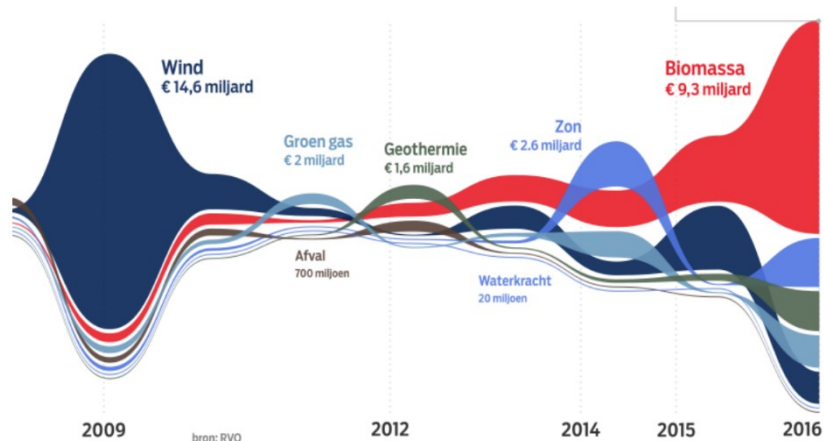 Wind
€ 14,6 miljard
Groen gas
€ 2 miljard
Geothermie
€ 1,6 miljard
Zon
€ 2.6 miljard
Biomassa
€ 9,3 miljard
Afval
700 miljoen
Waterkracht
20 miljoen
2009
2012
2014
2015
2016
bron: RVO